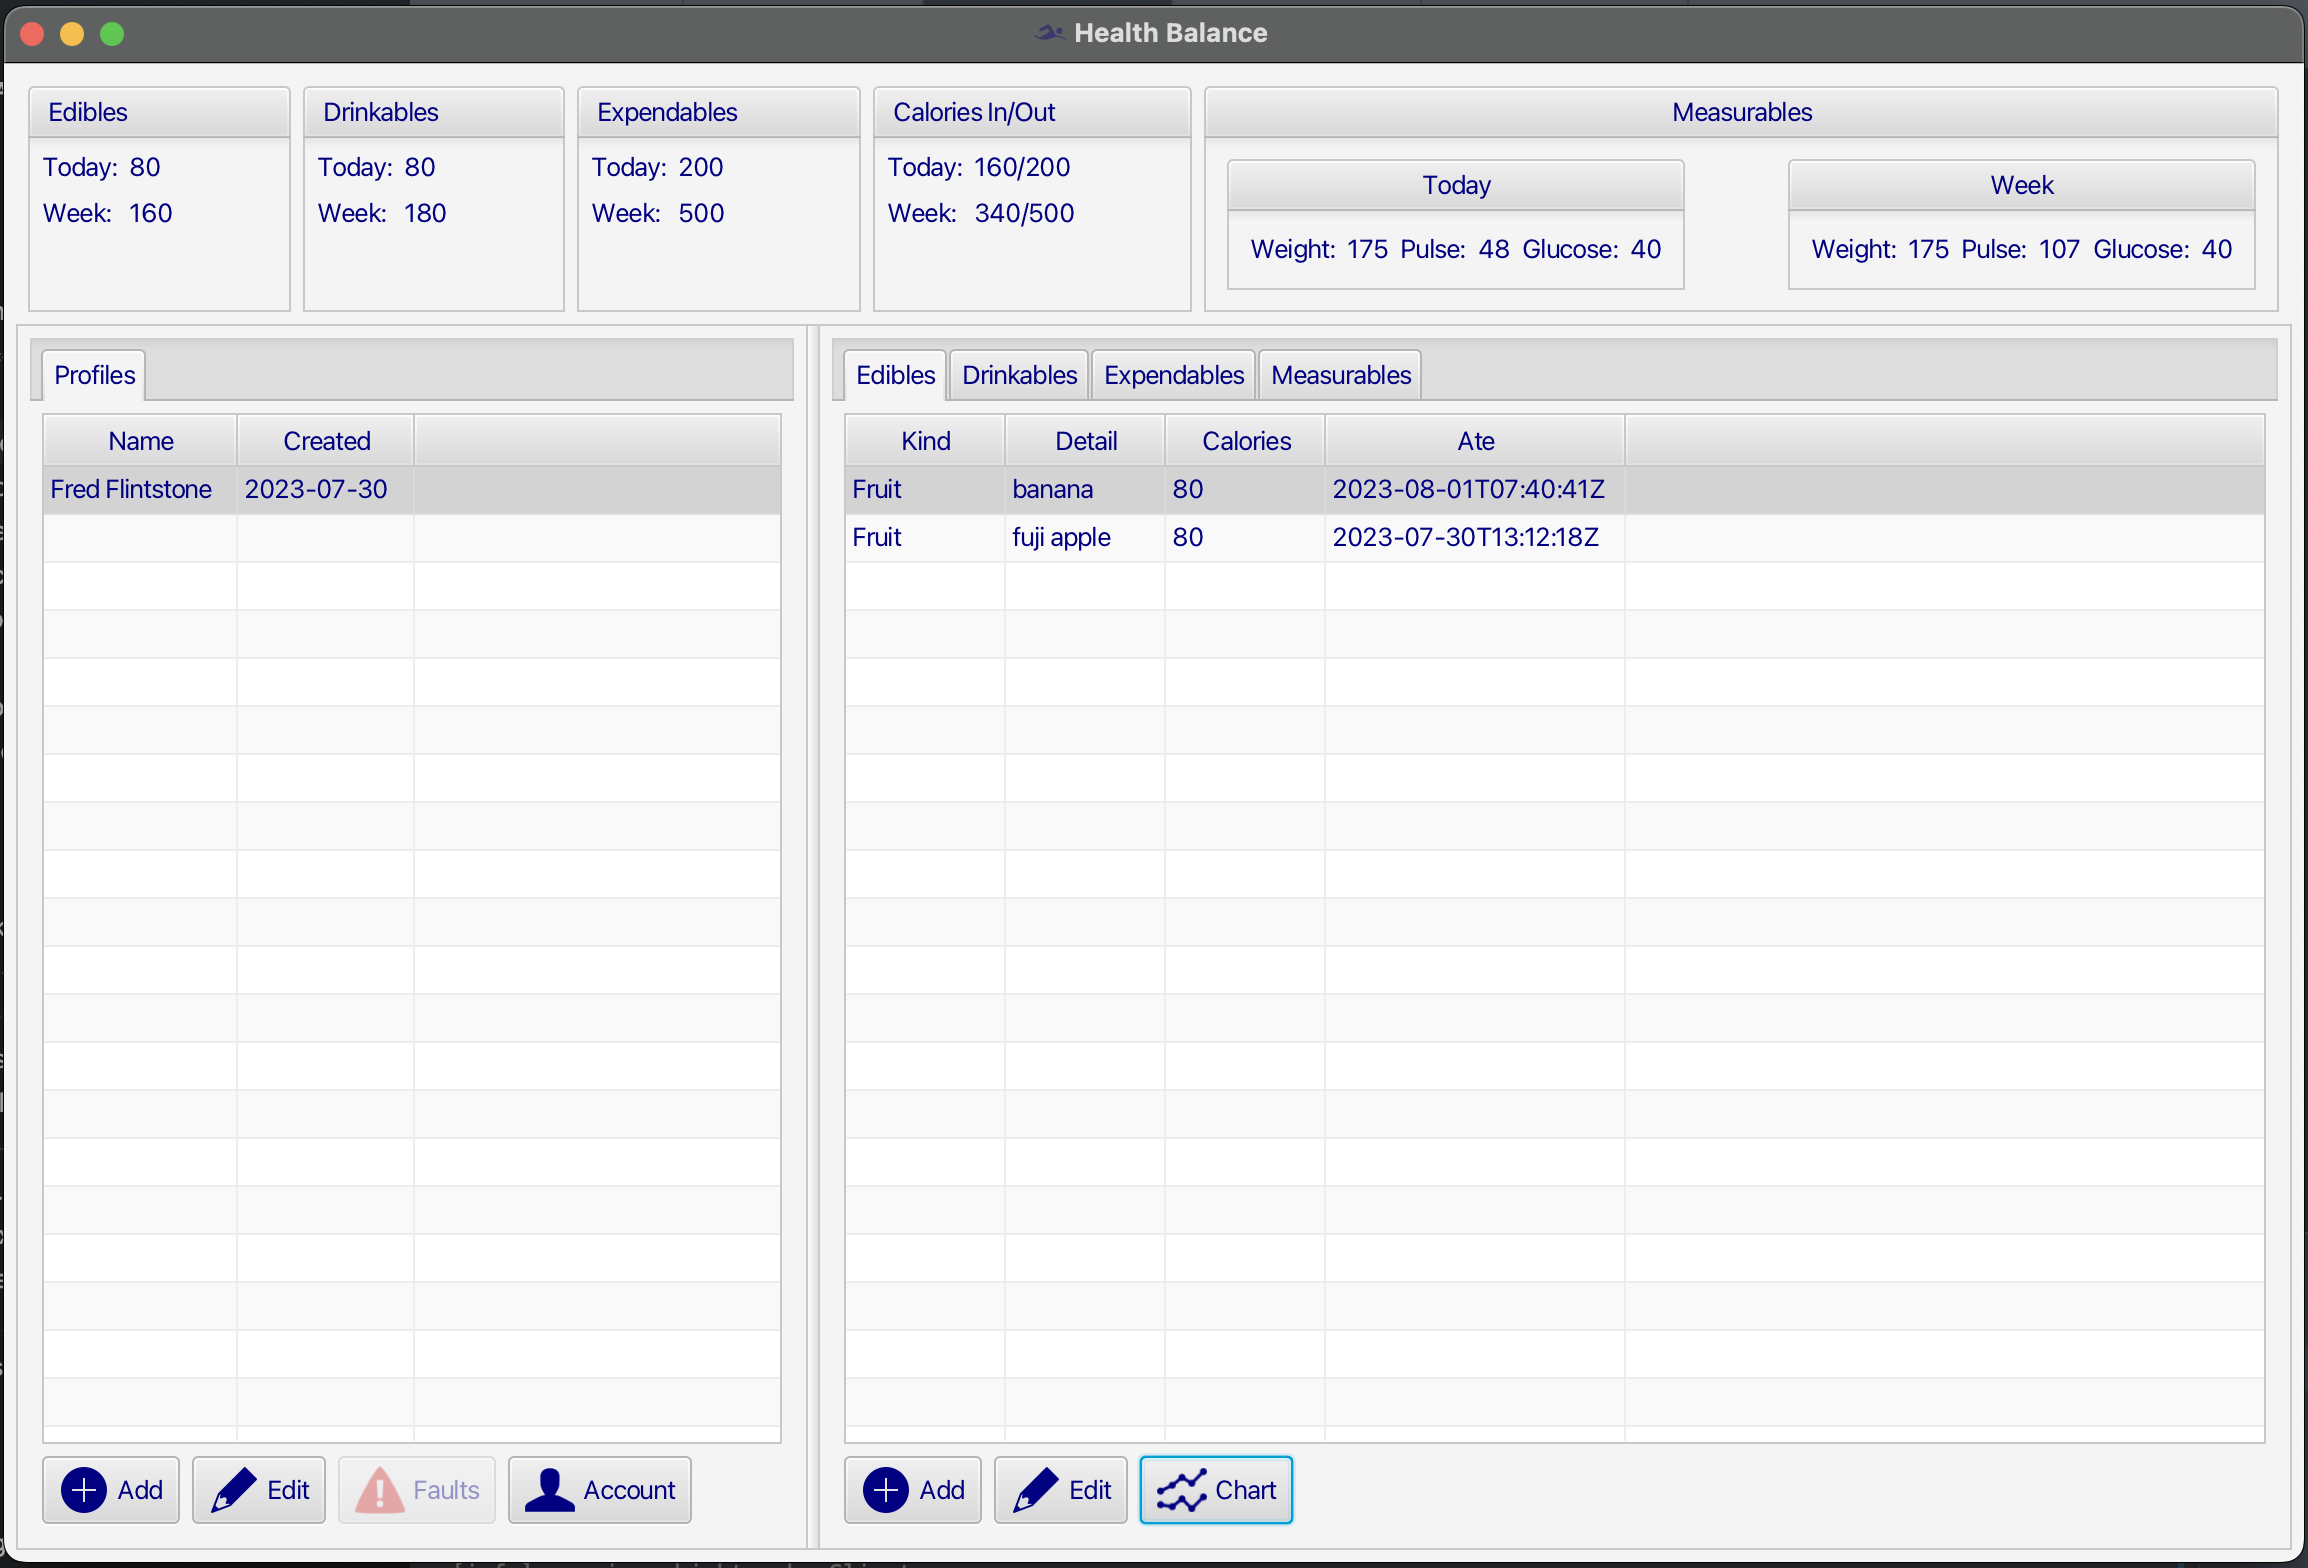 Health Balance
Edibles
Today: 80
Week: 160
Drinkables
Today: 80
Week: 180
Expendables
Today: 200
Week: 500
Calories In/Out
Today: 160/200
Week: 340/500
Measurables
Today
Weight: 175 Pulse: 48 Glucose: 40
Week
Weight: 175 Pulse: 107 Glucose: 40
Profiles
Name Created
Fred Flintstone 2023-07-30
Add Edit Faults Account
Edibles Drinkables Expendables Measurables
Kind Detail Calories Ate
Fruit banana 80 2023-08-01T07:40:41Z
Fruit fuji apple 80 2023-07-30T13:12:18Z
Add Edit Chart